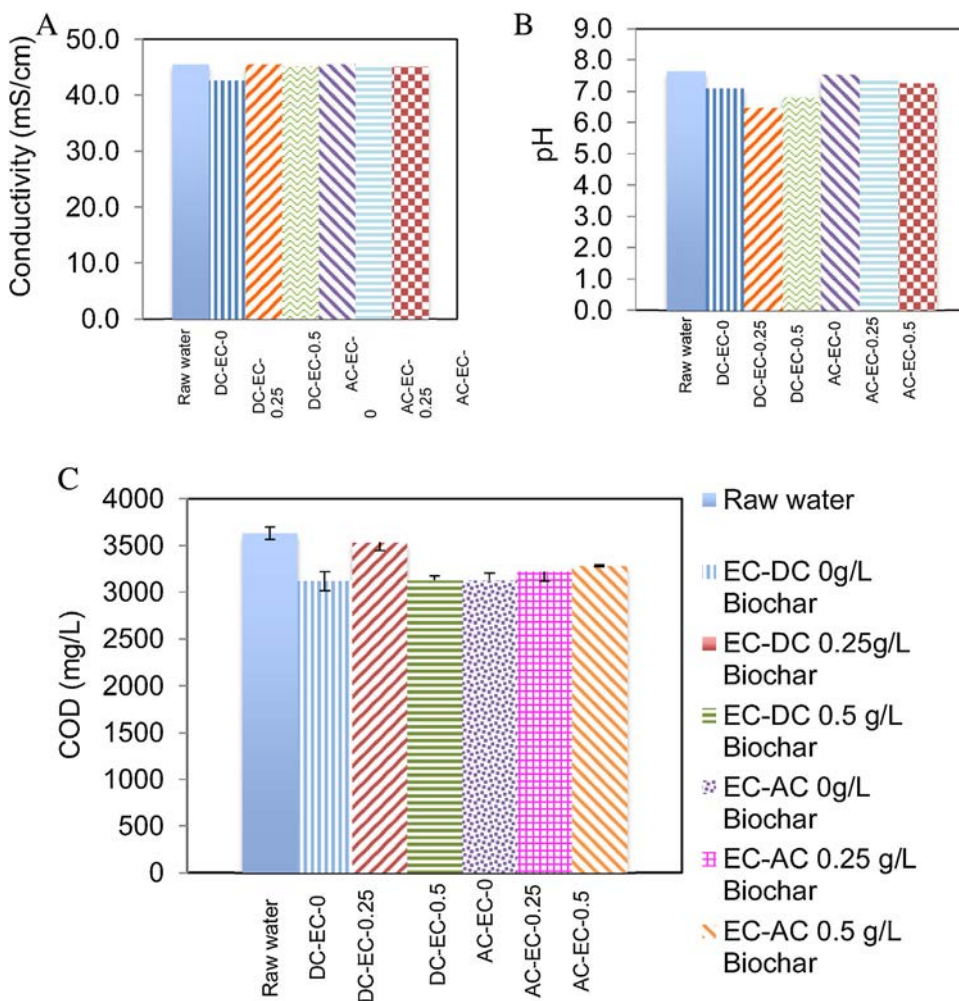 A
Conductivity (mS/cm)
50.0
40.0
30.0
20.0
10.0
0.0
Raw water
DC-EC-0
DC-EC-
0.25
DC-EC-0.5
AC-EC-
0
AC-EC-
0.25
AC-EC-
B
pH
9.0
8.0
7.0
6.0
5.0
4.0
3.0
2.0
1.0
0.0
Raw water
DC-EC-0
DC-EC-0.25
DC-EC-0.5
AC-EC-0
AC-EC-0.25
AC-EC-0.5
C
COD (mg/L)
4000
3500
3000
2500
2000
1500
1000
500
0
Raw water
DC-EC-0
DC-EC-0.25
DC-EC-0.5
AC-EC-0
AC-EC-0.25
AC-EC-0.5
Raw water
EC-DC 0g/L
Biochar
EC-DC 0.25g/L
Biochar
EC-DC 0.5 g/L
Biochar
EC-AC 0g/L
Biochar
EC-AC 0.25 g/L
Biochar
EC-AC 0.5 g/L
Biochar